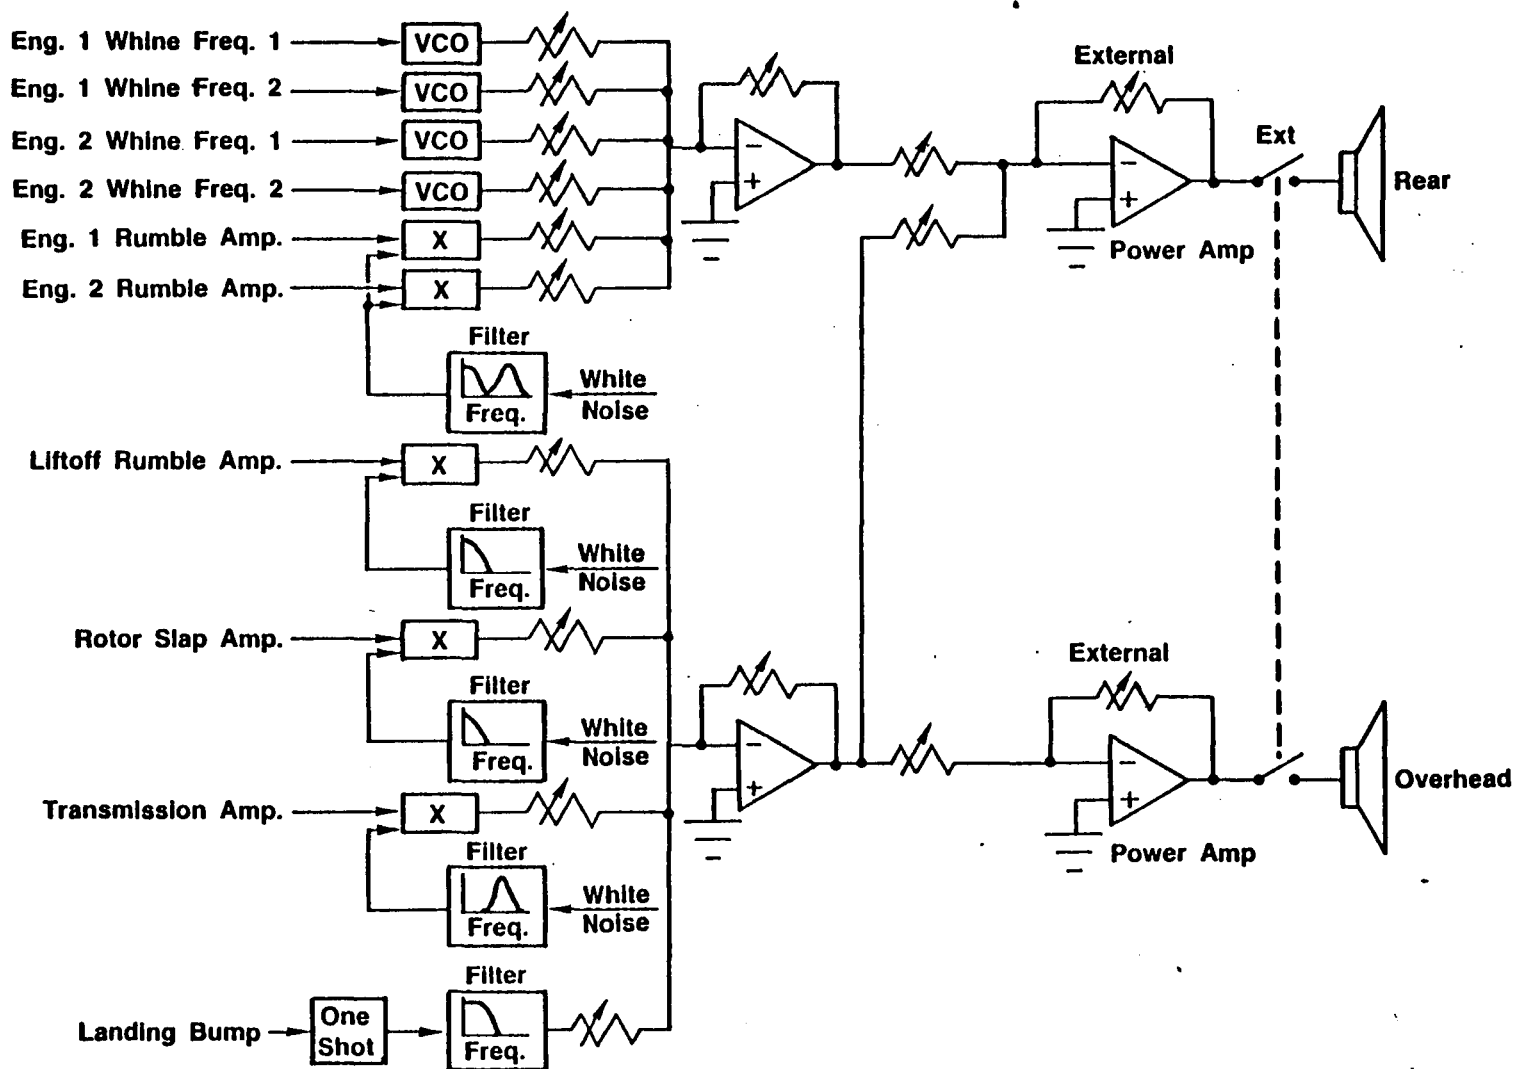 Eng. 1 Whine Freq. 1
VCO
Eng. 1 Whine Freq. 2
VCO
Eng. 2 Whine Freq. 1
VCO
Eng. 2 Whine Freq. 2
VCO
Eng. 1 Rumble Amp.
X
Eng. 2 Rumble Amp.
X
Filter
Freq.
White
Noise
Liftoff Rumble Amp.
X
Filter
Freq.
White
Noise
Rotor Slap Amp.
X
Filter
Freq.
White
Noise
Transmission Amp.
X
Filter
Freq.
White
Noise
Landing Bump
One
Shot
Filter
Freq.
−
+
−
+
External
−
+
Power Amp
Ext
Rear
External
−
+
Power Amp
Overhead